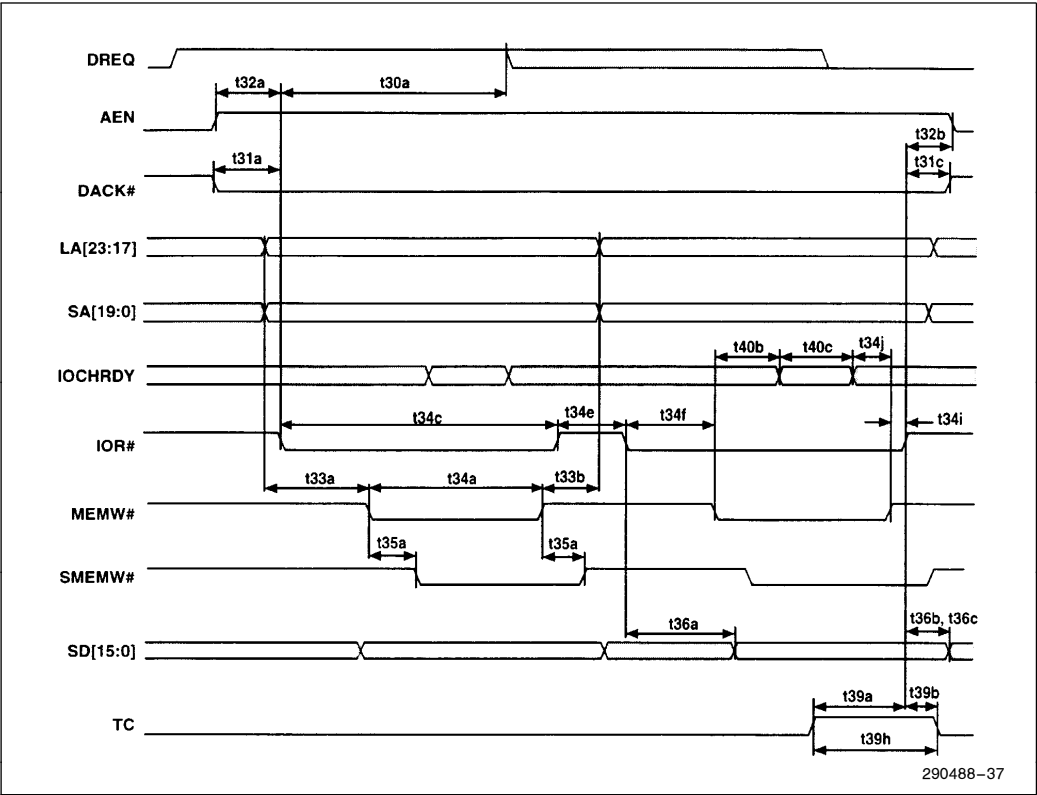 DREQ
t32a
t30a
AEN
t32b
t31a
t31c
DACK#
LA[23:17]
SA[19:0]
t40b
t40c
t34j
IOCHRDY
t34c
t34e
t34f
t34i
IOR#
t33a
t34a
t33b
MEMW#
t35a
t35a
SMEMW#
t36a
t36b, t36c
SD[15:0]
t39a
t39b
TC
t39h
290488–37